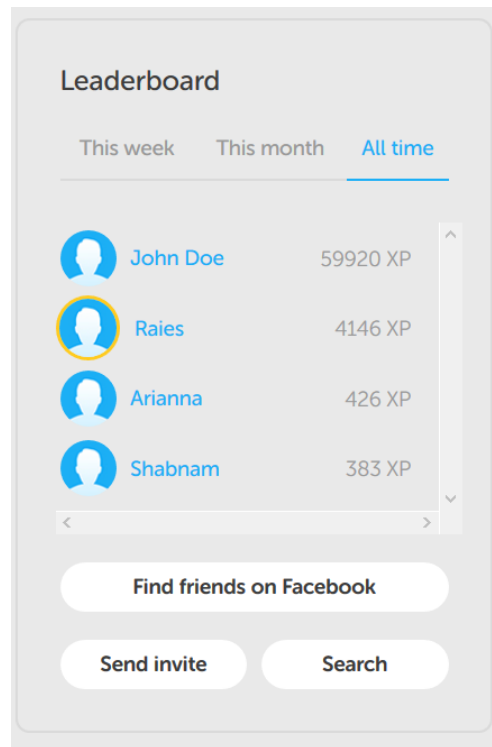 Leaderboard
This week This month All time
John Doe 59920 XP
Raies 4146 XP
Arianna 426 XP
Shabnam 383 XP
Find friends on Facebook
Send invite Search